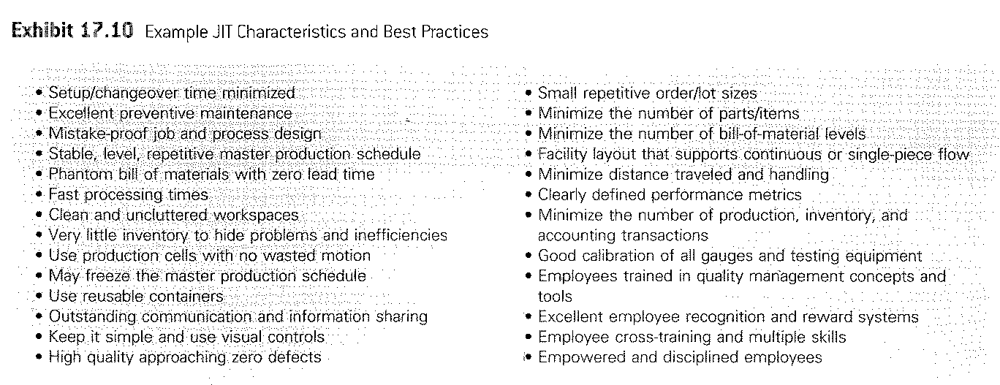 Exhibit 17.10 Example JIT Characteristics and Best Practices
• Setup/changeover time minimized
• Excellent preventive maintenance
• Mistake-proof job and process design
• Stable, level, repetitive master production schedule
• Phantom bill of materials with zero lead time
• Fast processing times
• Clean and uncluttered workspaces
• Very little inventory to hide problems and inefficiencies
• Use production cells with no wasted motion
• May freeze the master production schedule
• Use reusable containers
• Outstanding communication and information sharing
• Keep it simple and use visual controls
• High quality approaching zero defects
• Small repetitive order/lot sizes
• Minimize the number of parts/items
• Minimize the number of bill-of-material levels
• Facility layout that supports continuous or single-piece flow
• Minimize distance traveled and handling
• Clearly defined performance metrics
• Minimize the number of production, inventory, and
accounting transactions
• Good calibration of all gauges and testing equipment
• Employees trained in quality management concepts and
tools
• Excellent employee recognition and reward systems
• Employee cross-training and multiple skills
• Empowered and disciplined employees